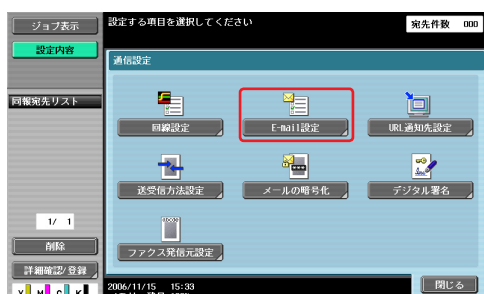 ジョブ表示
設定する項目を選択してください
宛先件数 000
設定内容
通信設定
同報宛先リスト
回線設定
E-mail設定
URL通知先設定
送受信方法設定
メールの暗号化
デジタル署名
1/ 1
ファクス発信元設定
削除
詳細確認/登録
2006/11/15 15:33
閉じる
Y M C K